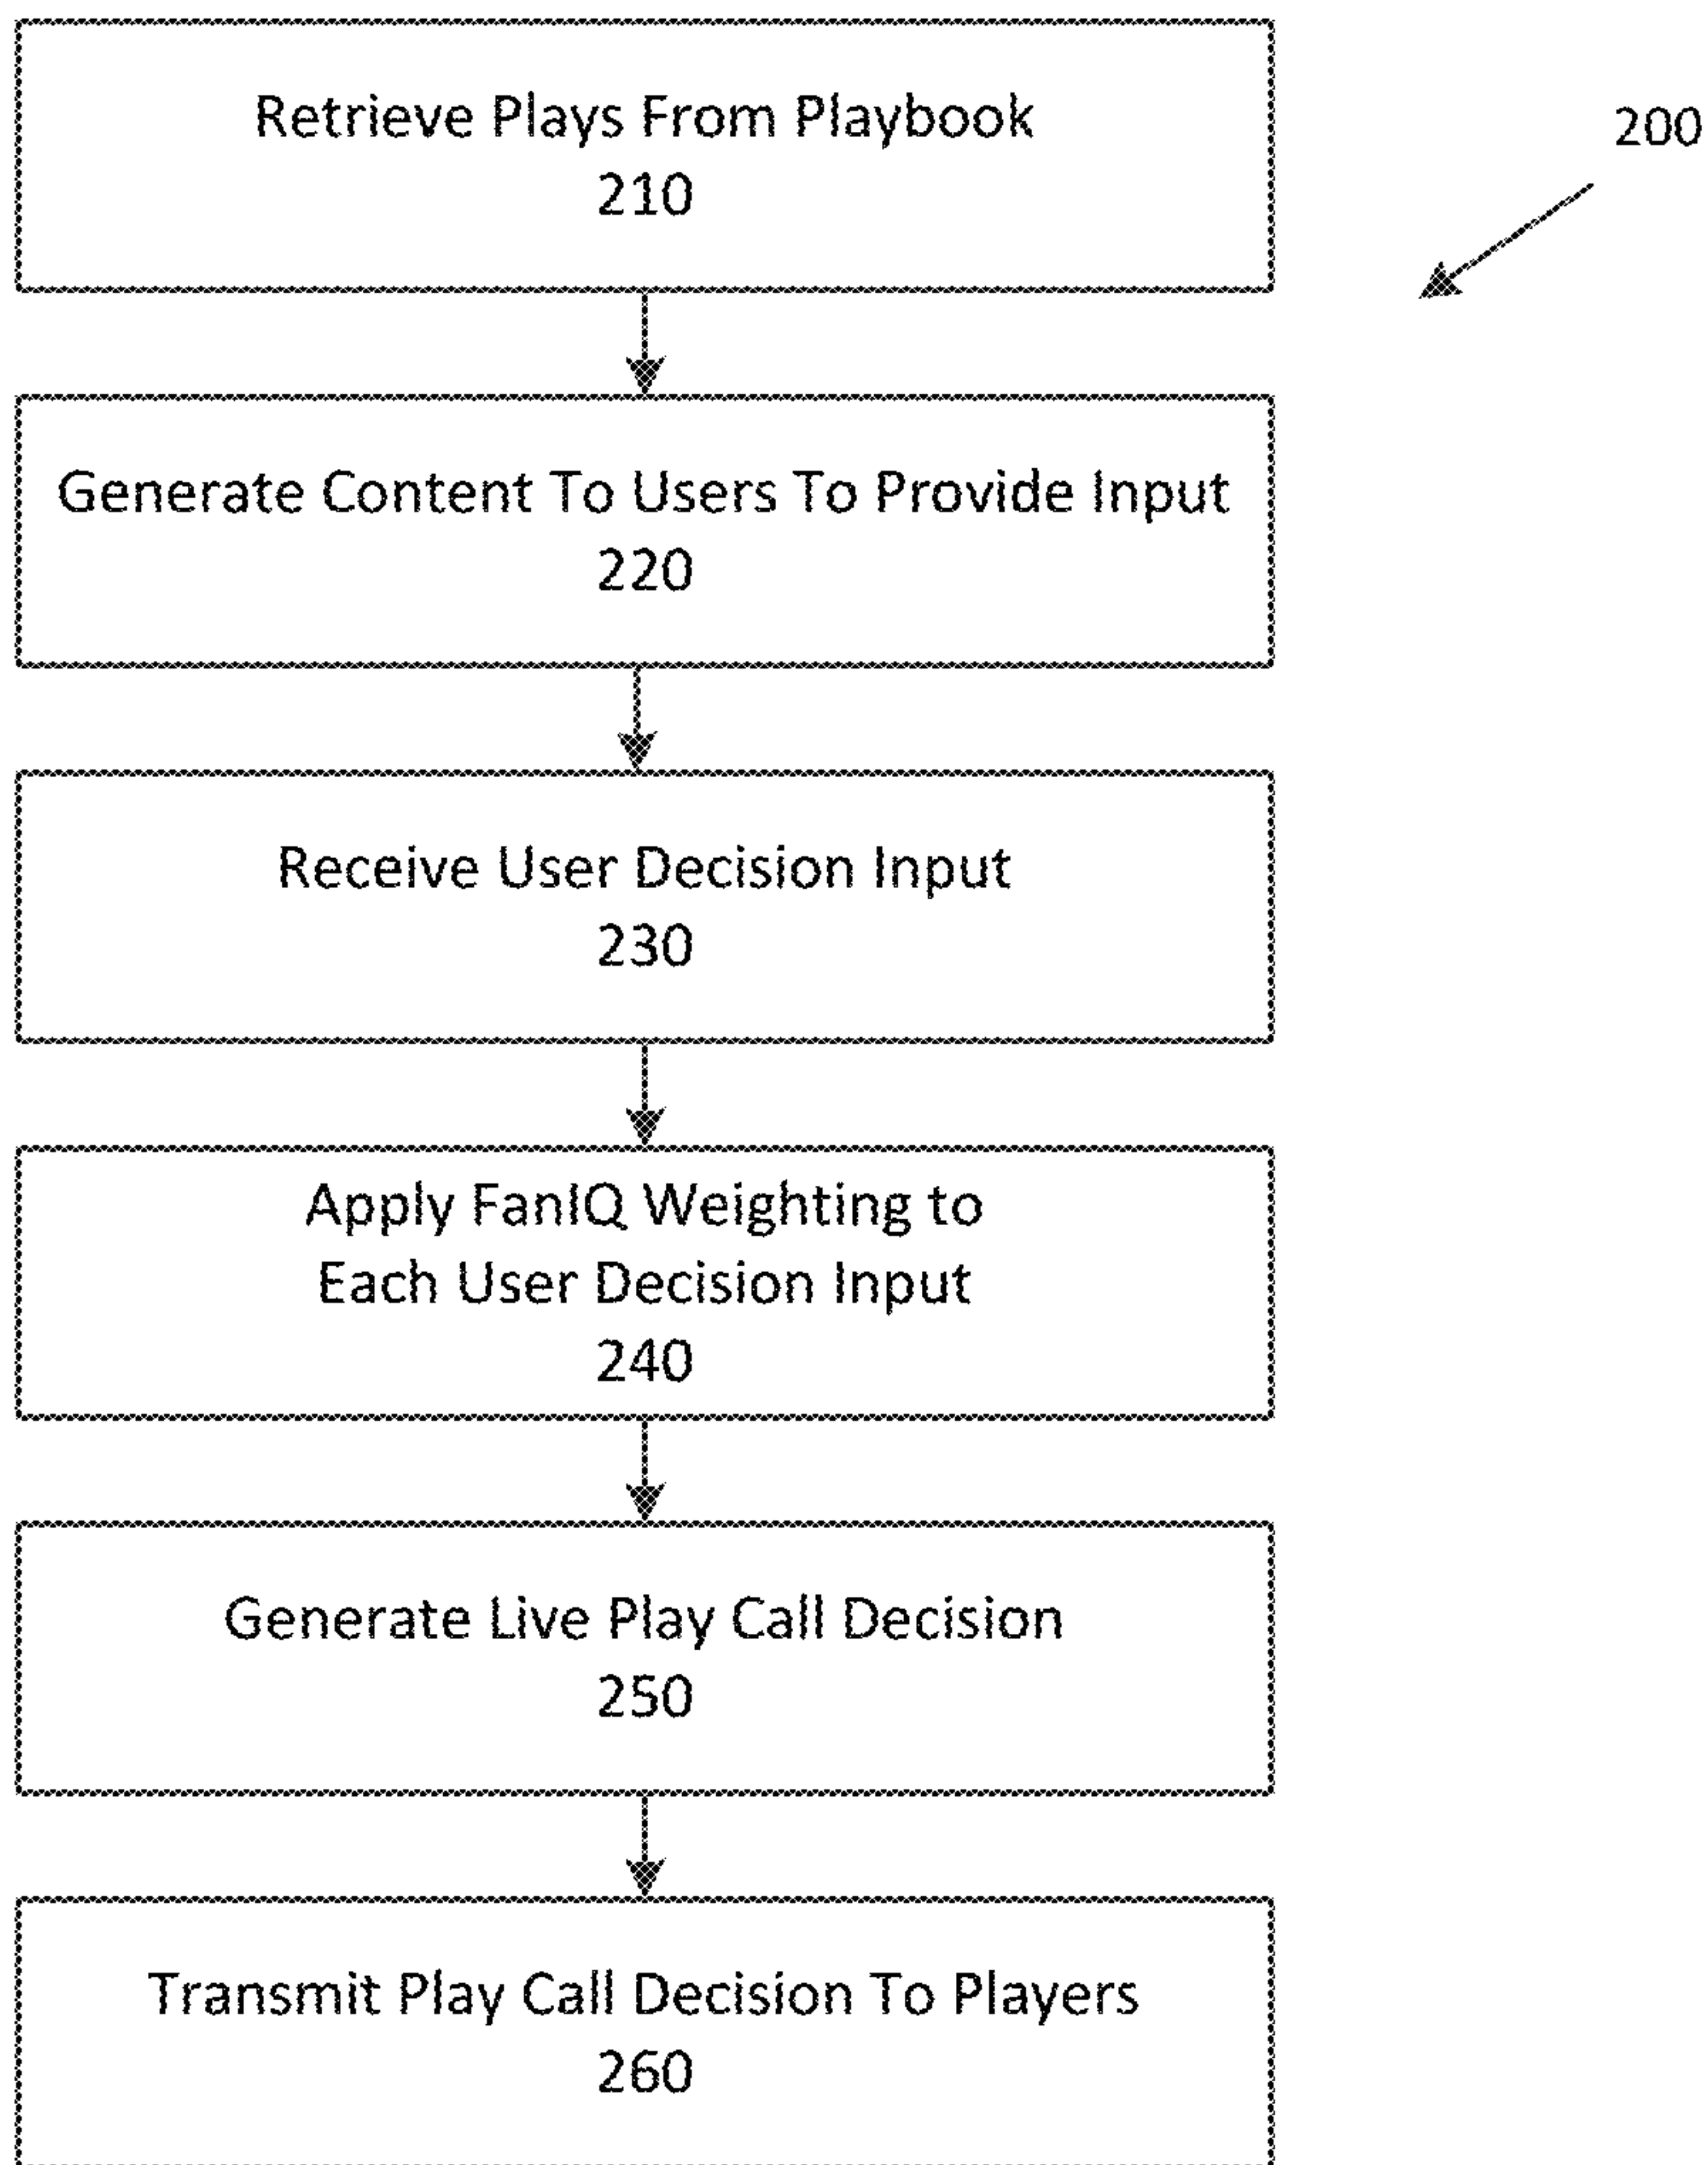 Retrieve Plays From Playbook
210
200
Generate Content To Users To Provide Input
220
Receive User Decision Input
230
Apply FanIQ Weighting to
Each User Decision Input
240
Generate Live Play Call Decision
250
Transmit Play Call Decision To Players
260